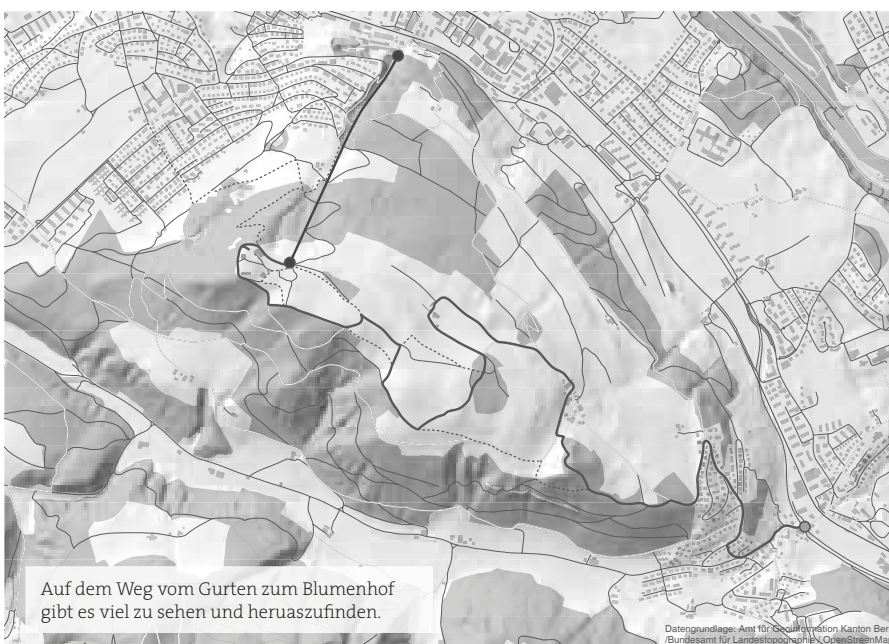 Auf dem Weg vom Gurten zum Blumenhof
gibt es viel zu sehen und heruaszufinden.
Datengrundlage: Amt für Geoinformation Kanton Ber
/Bundesamt für Landestopographie / OpenStreetMa